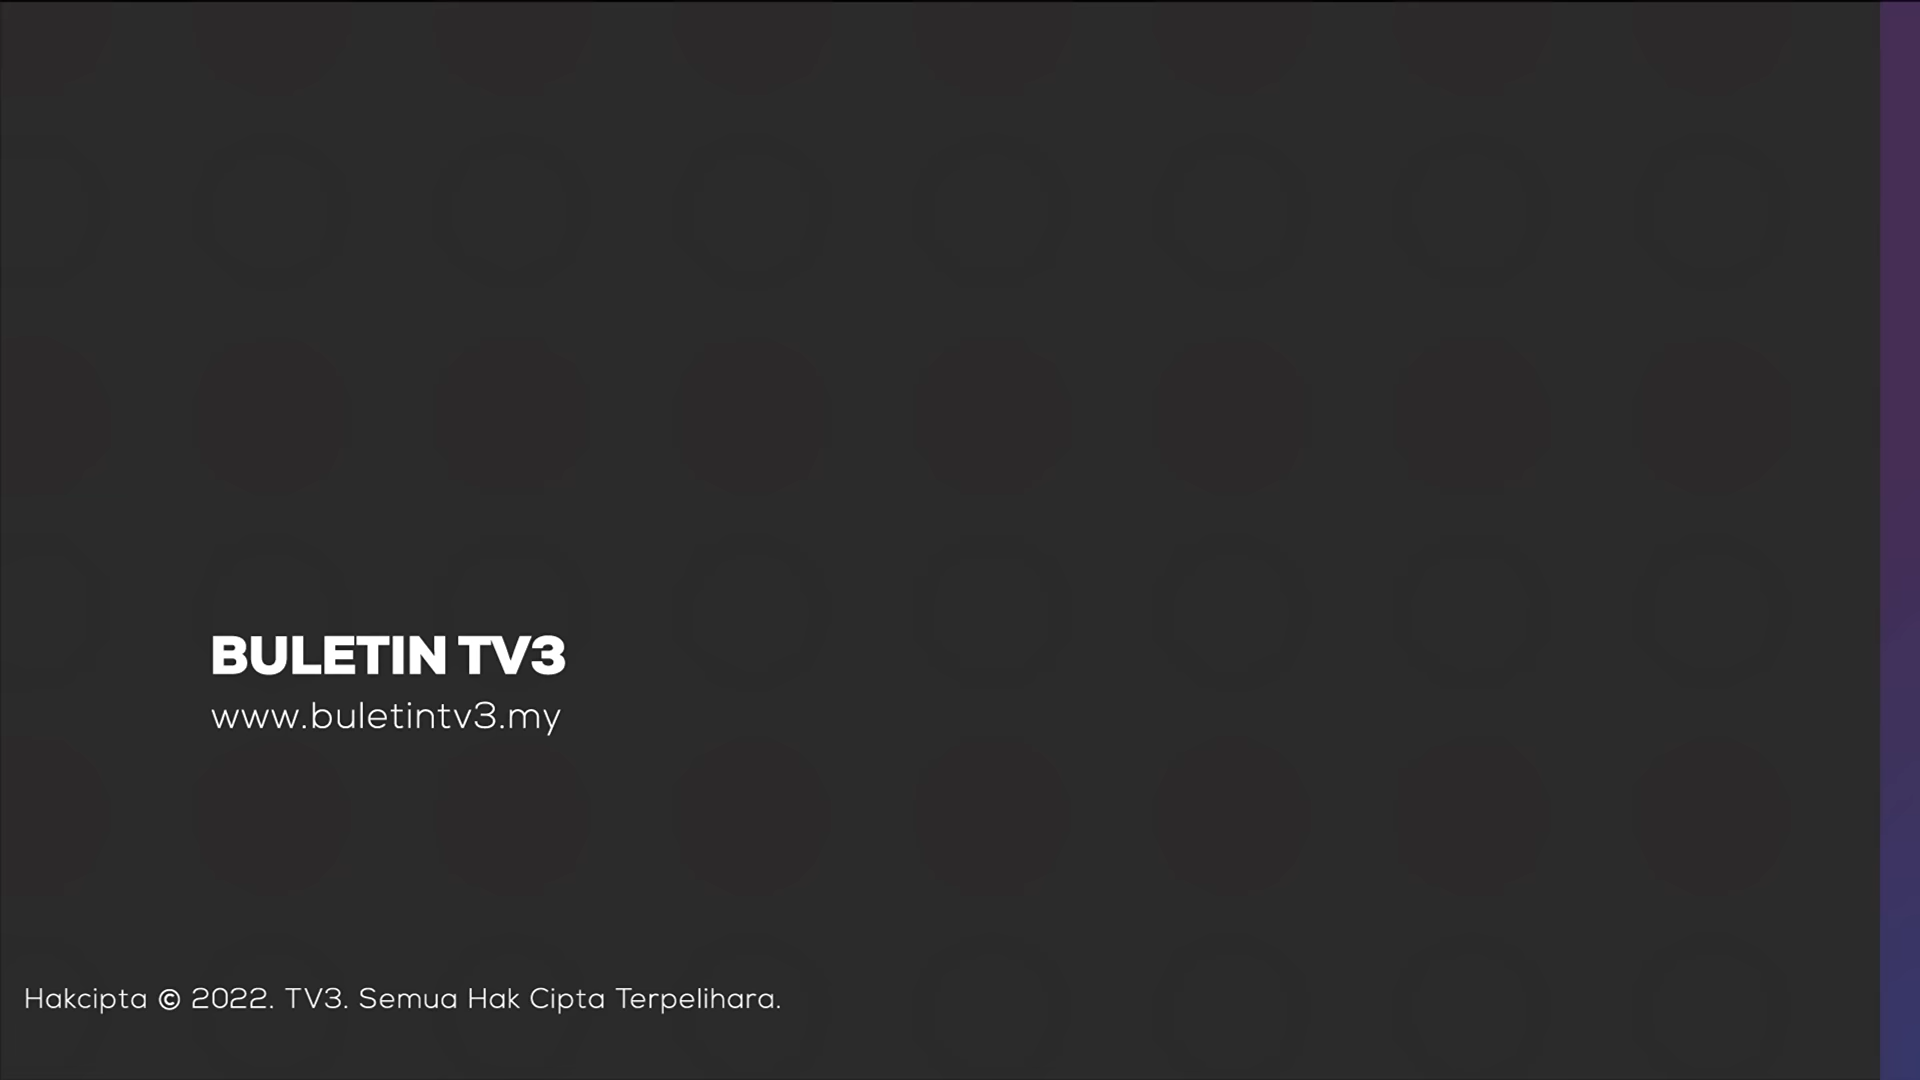 BULETIN TV3
www.buletintv3.my
Hakcipta © 2022. TV3. Semua Hak Cipta Terpelihara.